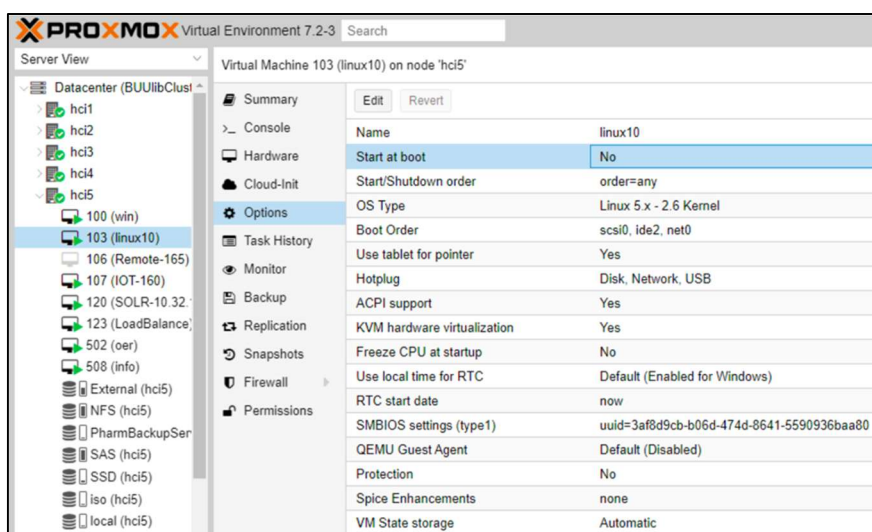 PROXMOX Virtual Environment 7.2-3 Search
Server View
Datacenter (BUUlibClust
hci1
hci2
hci3
hci4
hci5
100 (win)
103 (linux10)
106 (Remote-165)
107 (IOT-160)
120 (SOLR-10.32.
123 (LoadBalance)
502 (oer)
508 (info)
External (hci5)
NFS (hci5)
PharmBackupSer
SAS (hci5)
SSD (hci5)
iso (hci5)
local (hci5)
Virtual Machine 103 (linux10) on node 'hci5'
Summary
Console
Hardware
Cloud-Init
Options
Task History
Monitor
Backup
Replication
Snapshots
Firewall
Permissions
Edit Revert
Name linux10
Start at boot No
Start/Shutdown order order=any
OS Type Linux 5.x - 2.6 Kernel
Boot Order scsi0, ide2, net0
Use tablet for pointer Yes
Hotplug Disk, Network, USB
ACPI support Yes
KVM hardware virtualization Yes
Freeze CPU at startup No
Use local time for RTC Default (Enabled for Windows)
RTC start date now
SMBIOS settings (type1) uuid=3af8d9cb-b06d-474d-8641-5590936baa80
QEMU Guest Agent Default (Disabled)
Protection No
Spice Enhancements none
VM State storage Automatic